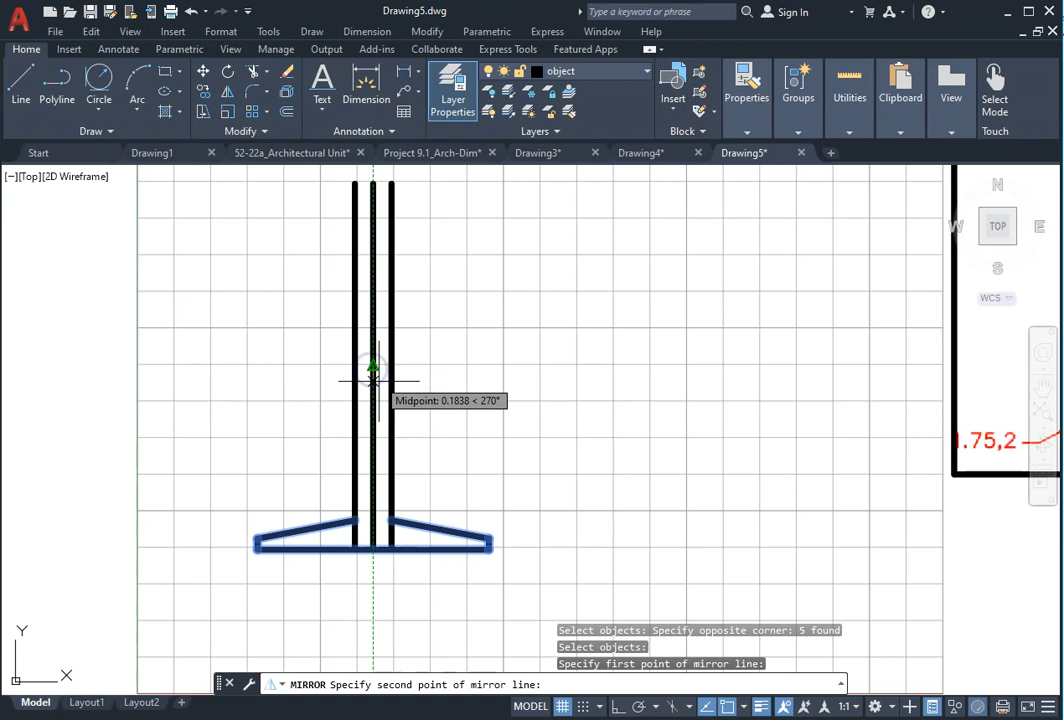 Drawing5.dwg
Type a keyword or phrase
Sign In
File Edit View Insert Format Tools Draw Dimension Modify Parametric Express Window Help
Home Insert Annotate Parametric View Manage Output Add-ins Collaborate Express Tools Featured Apps
object
Line Polyline Circle Arc Text Dimension Layer Properties Insert Properties Groups Utilities Clipboard View Select Mode
Draw Modify Annotation Layers Block Touch
Start Drawing1 52-22a_Architectural Unit* Project 9.1_Arch-Dim* Drawing3* Drawing4* Drawing5*
[−][Top][2D Wireframe]
N
W TOP E
S
WCS
Midpoint: 0.1838 < 270°
1.75,2
Y
X
Select objects: Specify opposite corner: 5 found
Select objects:
Specify first point of mirror line:
MIRROR Specify second point of mirror line:
Model Layout1 Layout2 MODEL 1:1